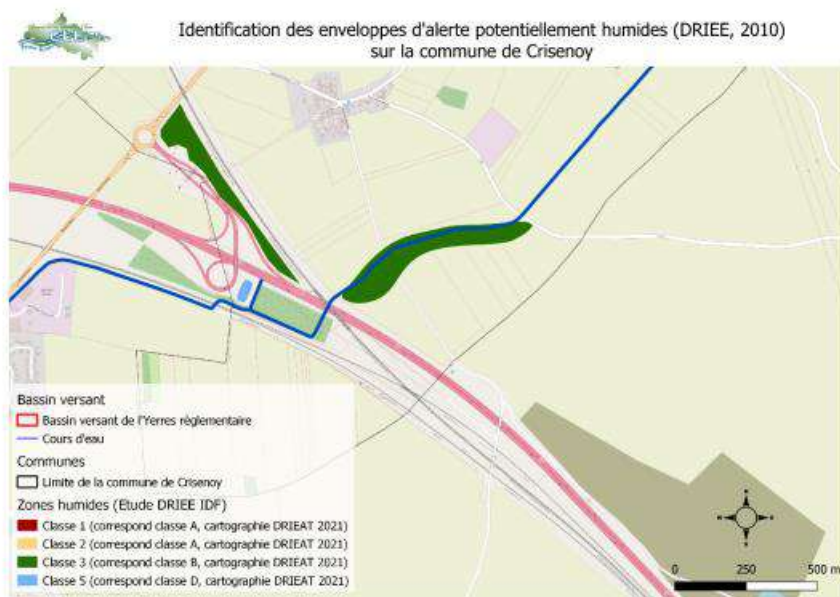 Identification des enveloppes d'alerte potentiellement humides (DRIEE, 2010)
sur la commune de Crisenoy
Bassin versant
Bassin versant de l'Yerres règlementaire
Cours d'eau
Communes
Limite de la commune de Crisenoy
Zones humides (Etude DRIEE IDF)
Classe 1 (correspond classe A, cartographie DRIEAT 2021)
Classe 2 (correspond classe A, cartographie DRIEAT 2021)
Classe 3 (correspond classe B, cartographie DRIEAT 2021)
Classe 5 (correspond classe D, cartographie DRIEAT 2021)
0 250 500 m